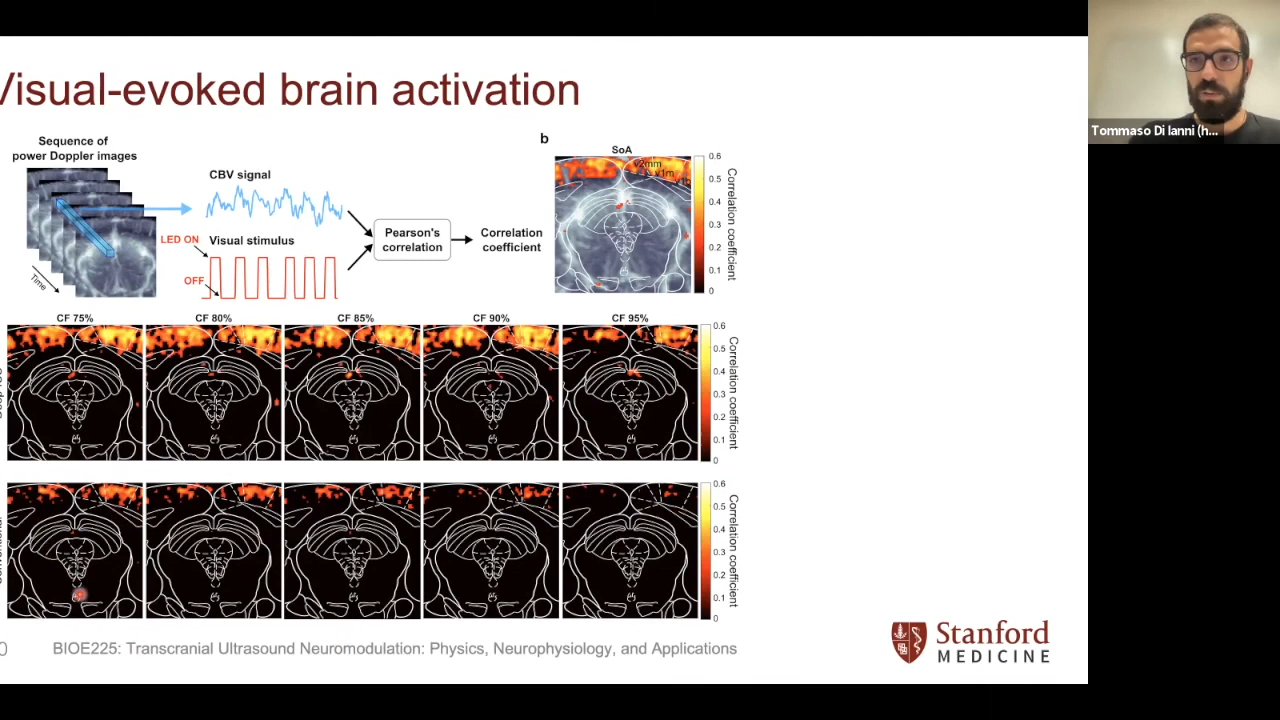 Visual-evoked brain activation
Sequence of
power Doppler images
Time
CBV signal
LED ON
Visual stimulus
OFF
Pearson's
correlation
Correlation
coefficient
b
SoA
v2mm
v1m
0.6
0.5
0.4
0.3
0.2
0.1
0
Correlation coefficient
CF 75%
CF 80%
CF 85%
CF 90%
CF 95%
0.6
0.5
0.4
0.3
0.2
0.1
0
Correlation coefficient
0.6
0.5
0.4
0.3
0.2
0.1
0
Correlation coefficient
0
BIOE225: Transcranial Ultrasound Neuromodulation: Physics, Neurophysiology, and Applications
Stanford
MEDICINE
Tommaso Di Ianni (h...